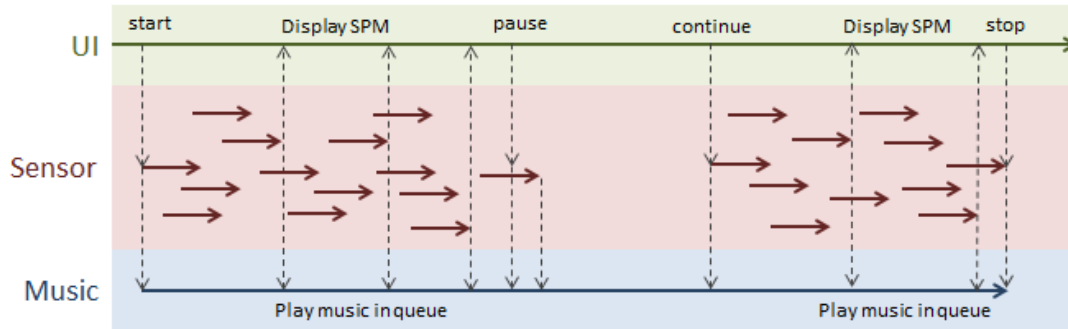 start
Display SPM
pause
continue
Display SPM
stop
UI
Sensor
Music
Play music in queue
Play music in queue